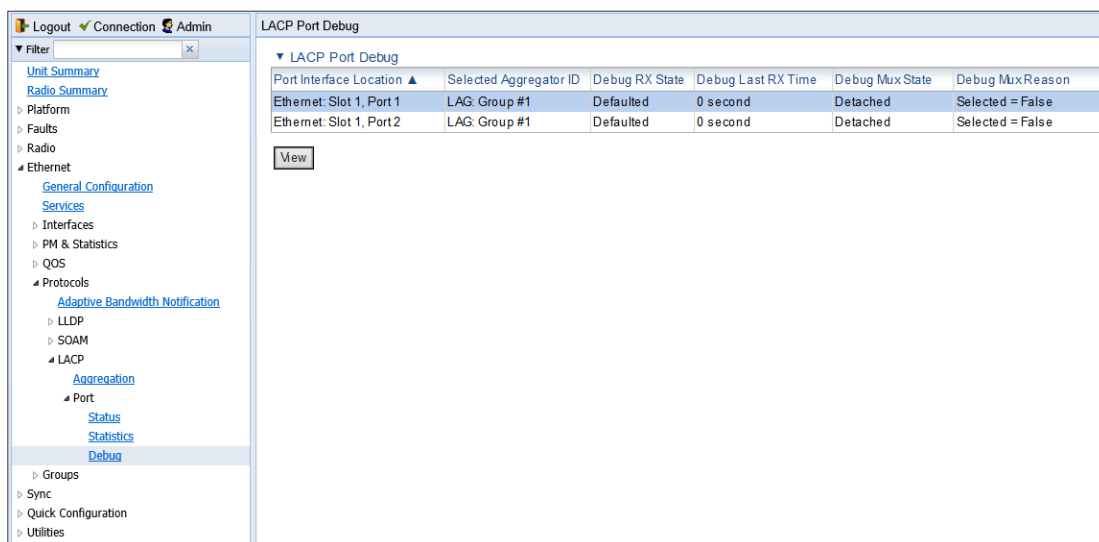 Logout Connection Admin
Filter
Unit Summary
Radio Summary
Platform
Faults
Radio
Ethernet
General Configuration
Services
Interfaces
PM & Statistics
QOS
Protocols
Adaptive Bandwidth Notification
LLDP
SOAM
LACP
Aggregation
Port
Status
Statistics
Debug
Groups
Sync
Quick Configuration
Utilities
LACP Port Debug
LACP Port Debug
Port Interface Location ▲ Selected Aggregator ID Debug RX State Debug Last RX Time Debug Mux State Debug Mux Reason
Ethernet: Slot 1, Port 1 LAG: Group #1 Defaulted 0 second Detached Selected = False
Ethernet: Slot 1, Port 2 LAG: Group #1 Defaulted 0 second Detached Selected = False
View